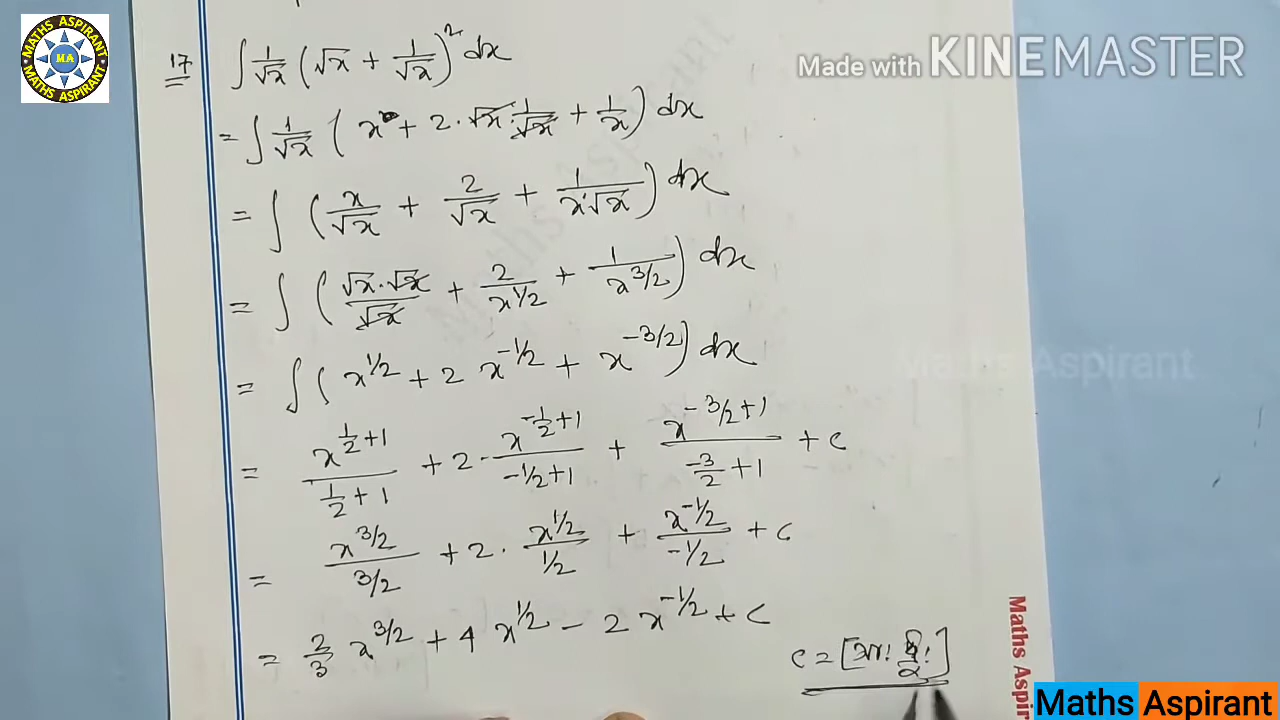 MATHS ASPIRANT
MA
MATHS ASPIRANT
Made with KINEMASTER
17 ∫ 1/√x (√x + 1/√x)² dx
= ∫ 1/√x ( x + 2 · √x · 1/√x + 1/x ) dx
= ∫ ( x/√x + 2/√x + 1/(x¹√x) ) dx
= ∫ ( √x·√x/√x + 2/x^1/2 + 1/x^3/2 ) dx
= ∫ ( x^1/2 + 2 x^-1/2 + x^-3/2 ) dx
= x^(1/2+1)/(1/2+1) + 2 · x^(-1/2+1)/(-1/2+1) + x^(-3/2+1)/(-3/2+1) + c
= x^3/2/(3/2) + 2 · x^1/2/(1/2) + x^-1/2/(-1/2) + c
= 2/3 x^3/2 + 4 x^1/2 - 2 x^-1/2 + c
c = [
Maths Aspirant
Maths Aspir
Maths Aspirant